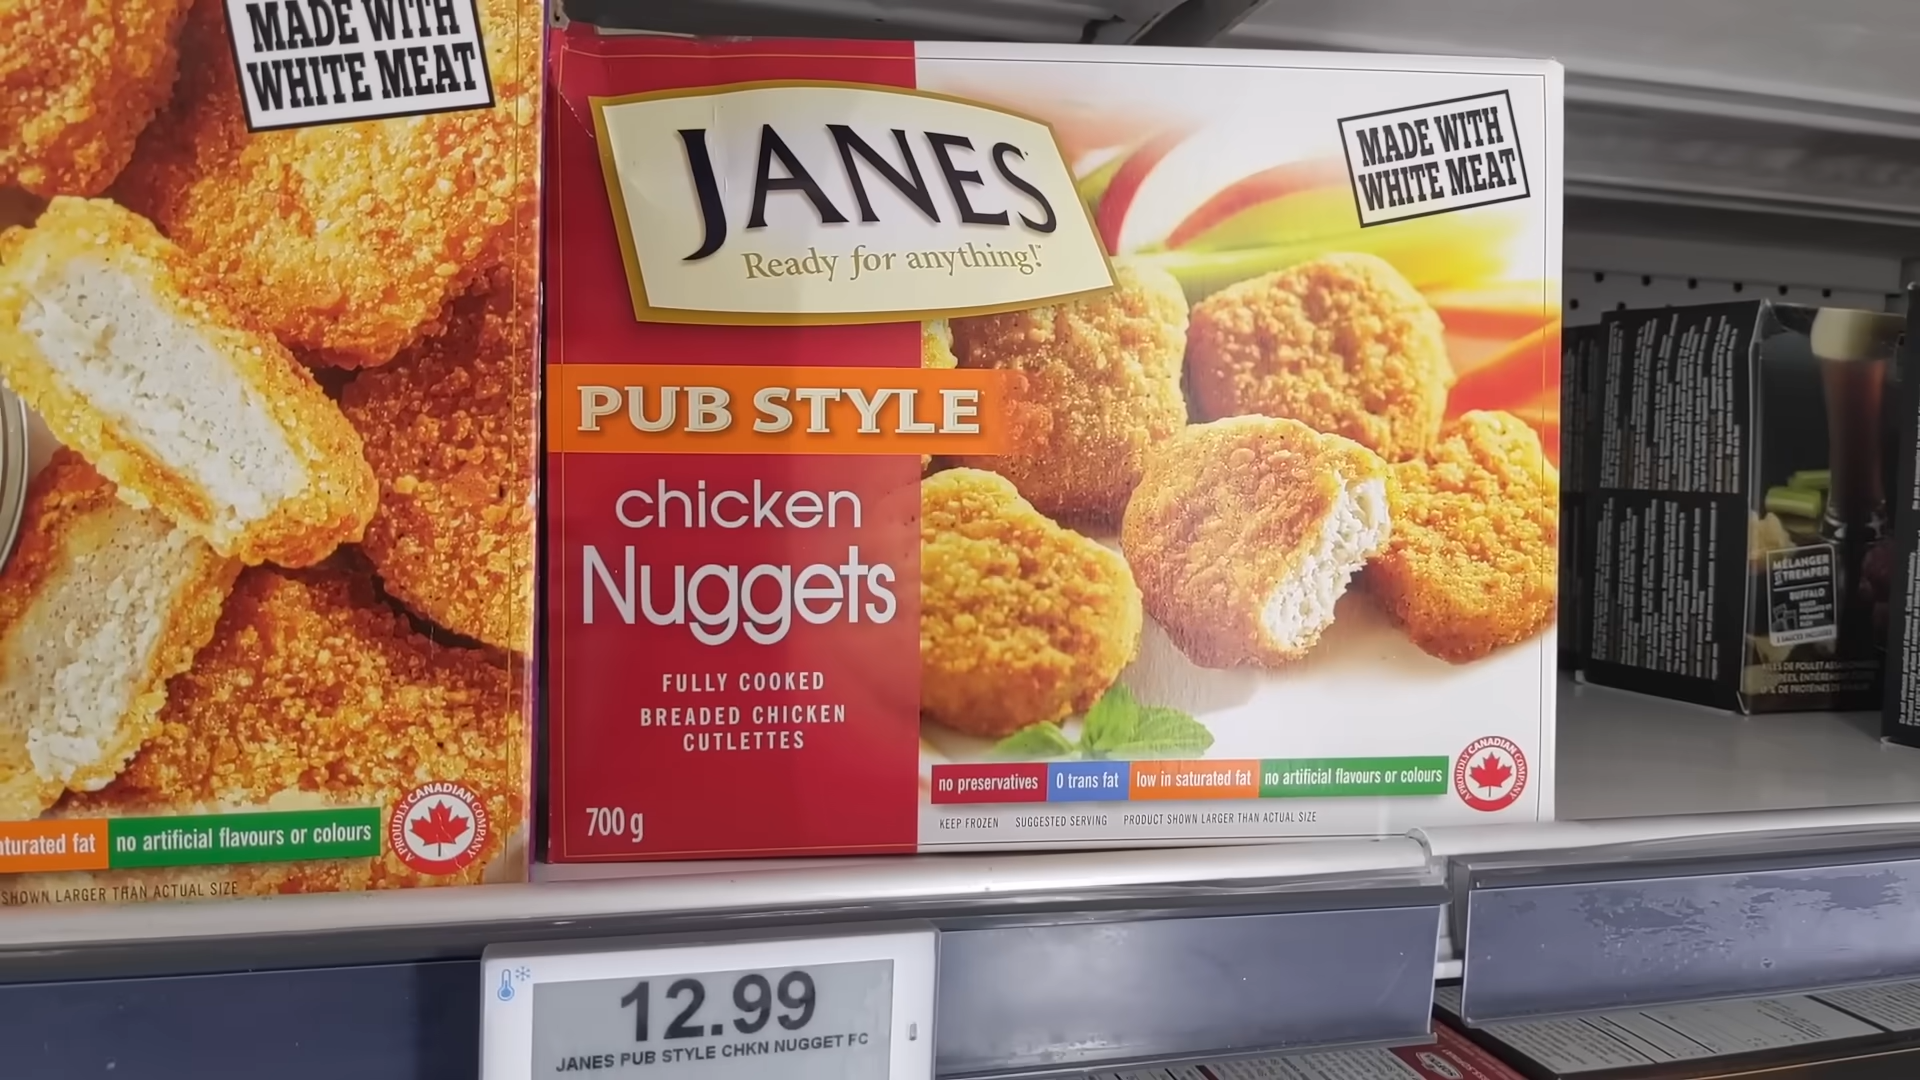 MADE WITH
WHITE MEAT
turated fat
no artificial flavours or colours
A PROUDLY CANADIAN COMPANY
SHOWN LARGER THAN ACTUAL SIZE
JANES
Ready for anything!™
MADE WITH
WHITE MEAT
PUB STYLE
chicken
Nuggets
FULLY COOKED
BREADED CHICKEN
CUTLETTES
700 g
no preservatives
0 trans fat
low in saturated fat
no artificial flavours or colours
A PROUDLY CANADIAN COMPANY
KEEP FROZEN
SUGGESTED SERVING
PRODUCT SHOWN LARGER THAN ACTUAL SIZE
MÉLANGER
TREMPER
BUFFALO
12.99
JANES PUB STYLE CHKN NUGGET FC